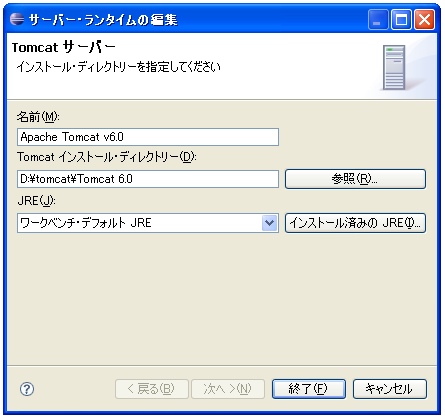 サーバー・ランタイムの編集
Tomcat サーバー
インストール・ディレクトリーを指定してください
名前(M):
Apache Tomcat v6.0
Tomcat インストール・ディレクトリー(D):
D:¥tomcat¥Tomcat 6.0
参照(R)...
JRE(J):
ワークベンチ・デフォルト JRE
インストール済みの JRE(I)...
?
< 戻る(B)
次へ >(N)
終了(F)
キャンセル